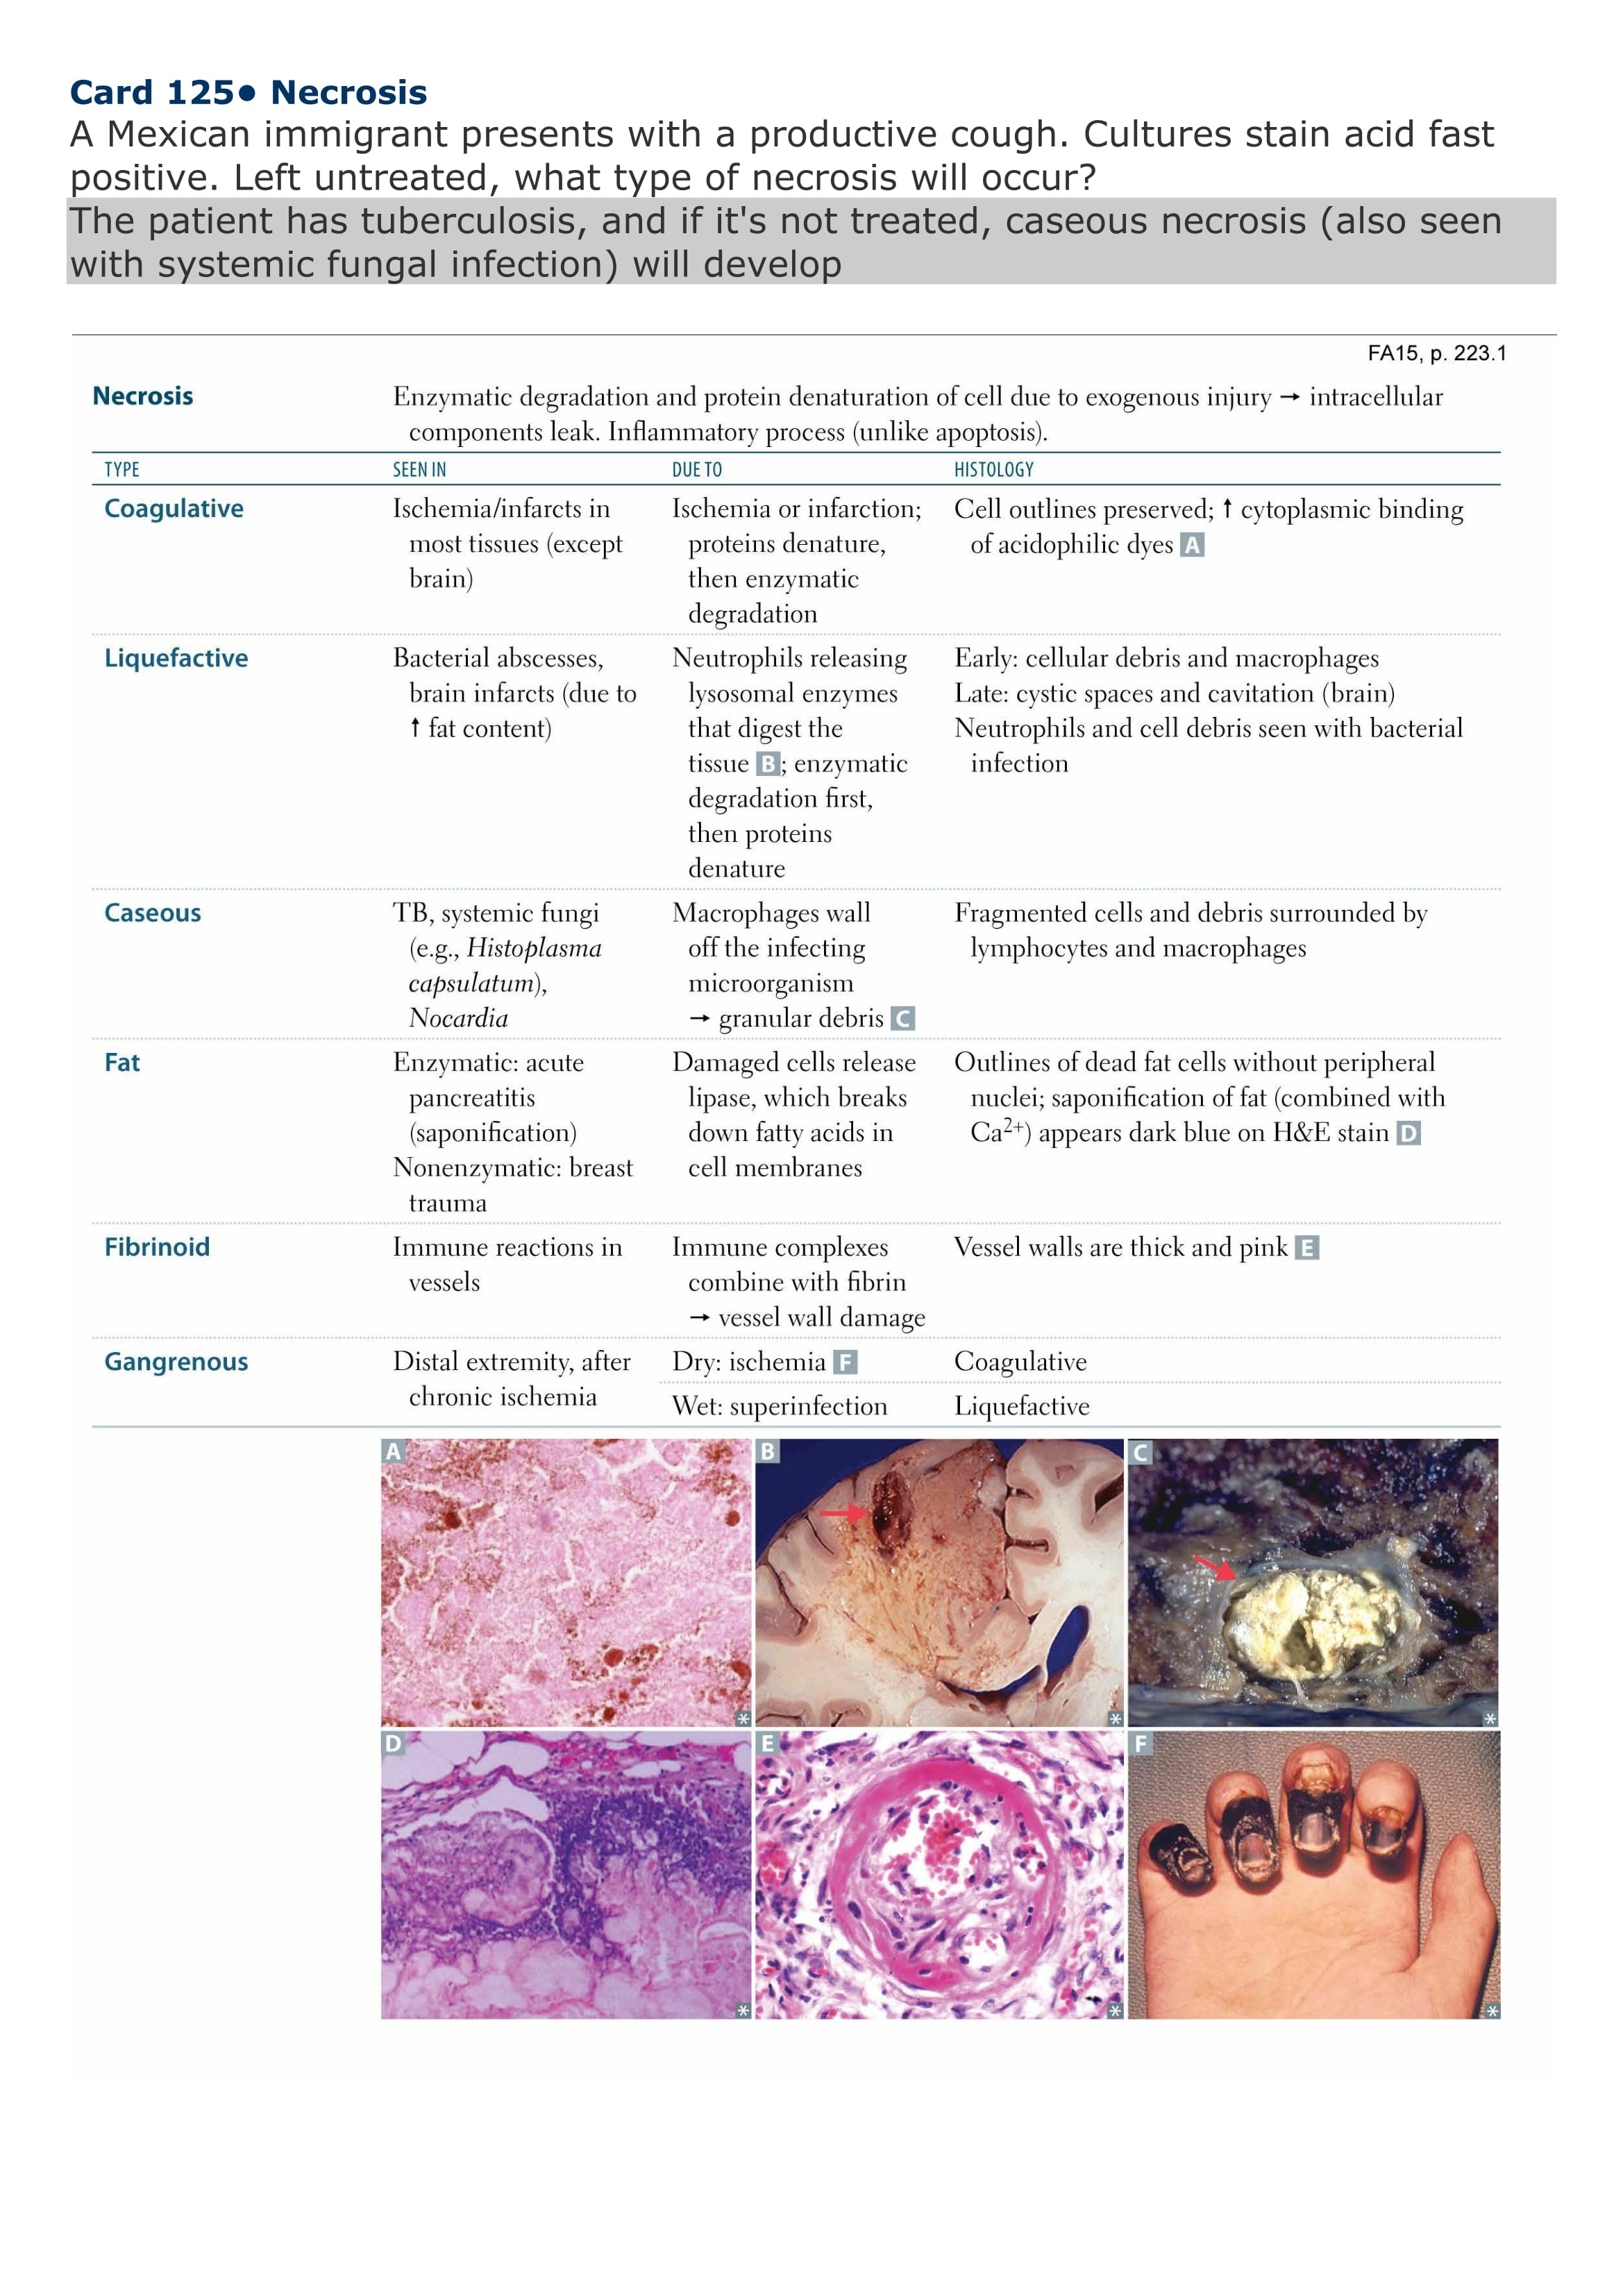 Card 125• Necrosis
A Mexican immigrant presents with a productive cough. Cultures stain acid fast
positive. Left untreated, what type of necrosis will occur?
The patient has tuberculosis, and if it's not treated, caseous necrosis (also seen
with systemic fungal infection) will develop
FA15, p. 223.1
Necrosis
Enzymatic degradation and protein denaturation of cell due to exogenous injury → intracellular
components leak. Inflammatory process (unlike apoptosis).
TYPE SEEN IN DUE TO HISTOLOGY
Coagulative
Ischemia/infarcts in
most tissues (except
brain)
Ischemia or infarction;
proteins denature,
then enzymatic
degradation
Cell outlines preserved; ↑ cytoplasmic binding
of acidophilic dyes A
Liquefactive
Bacterial abscesses,
brain infarcts (due to
↑ fat content)
Neutrophils releasing
lysosomal enzymes
that digest the
tissue B; enzymatic
degradation first,
then proteins
denature
Early: cellular debris and macrophages
Late: cystic spaces and cavitation (brain)
Neutrophils and cell debris seen with bacterial
infection
Caseous
TB, systemic fungi
(e.g., Histoplasma
capsulatum),
Nocardia
Macrophages wall
off the infecting
microorganism
→ granular debris C
Fragmented cells and debris surrounded by
lymphocytes and macrophages
Fat
Enzymatic: acute
pancreatitis
(saponification)
Nonenzymatic: breast
trauma
Damaged cells release
lipase, which breaks
down fatty acids in
cell membranes
Outlines of dead fat cells without peripheral
nuclei; saponification of fat (combined with
Ca²⁺) appears dark blue on H&E stain D
Fibrinoid
Immune reactions in
vessels
Immune complexes
combine with fibrin
→ vessel wall damage
Vessel walls are thick and pink E
Gangrenous
Distal extremity, after
chronic ischemia
Dry: ischemia F
Coagulative
Wet: superinfection
Liquefactive
A
B
C
D
E
F